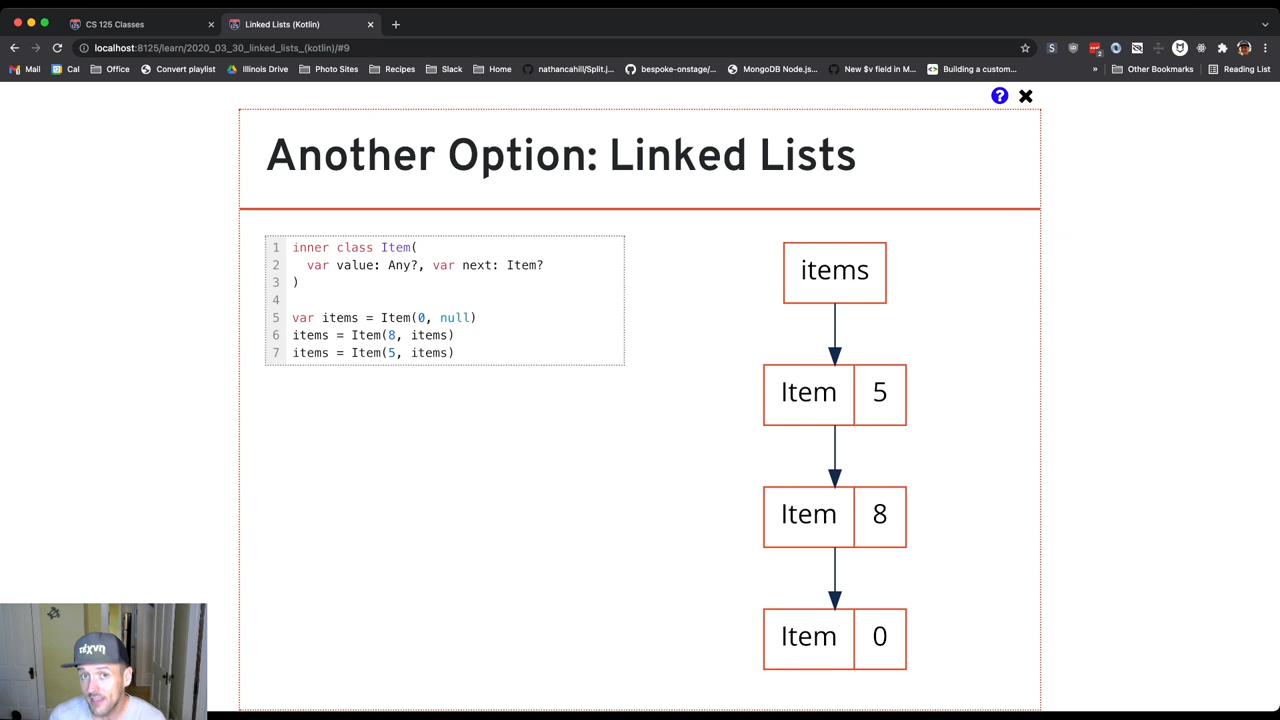 CS 125 Classes
Linked Lists (Kotlin)
localhost:8125/learn/2020_03_30_linked_lists_(kotlin)/#9
Mail
Cal
Office
Convert playlist
Illinois Drive
Photo Sites
Recipes
Slack
Home
nathancahill/Split.j...
bespoke-onstage/...
MongoDB Node.js...
New $v field in M...
Building a custom...
»
Other Bookmarks
Reading List
Another Option: Linked Lists
1 inner class Item(
2 var value: Any?, var next: Item?
3 )
4
5 var items = Item(0, null)
6 items = Item(8, items)
7 items = Item(5, items)
items
Item 5
Item 8
Item 0